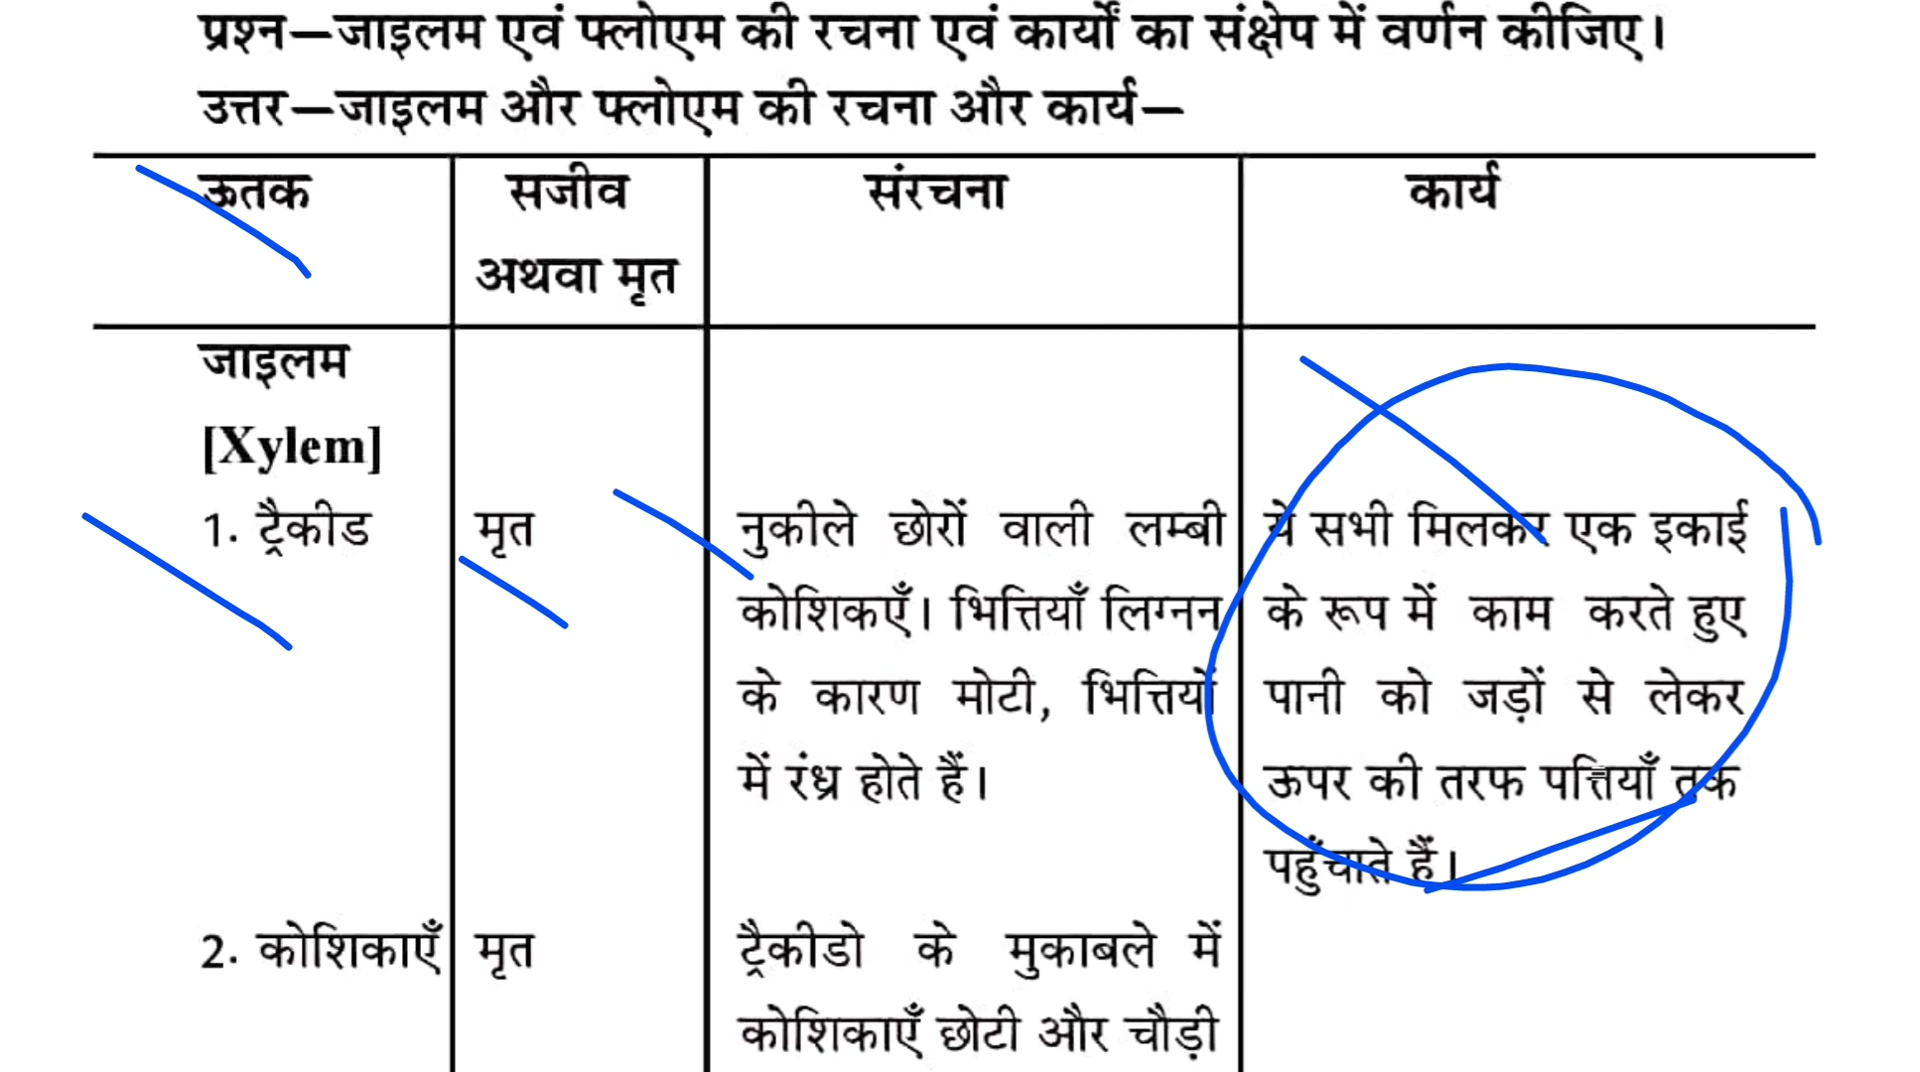 प्रश्न—जाइलम एवं फ्लोएम की रचना एवं कार्यों का संक्षेप में वर्णन कीजिए।
उत्तर—जाइलम और फ्लोएम की रचना और कार्य—
ऊतक सजीव संरचना कार्य
अथवा मृत
जाइलम
[Xylem]
1. ट्रैकीड मृत नुकीले छोरों वाली लम्बी ये सभी मिलकर एक इकाई
कोशिकएँ। भित्तियाँ लिग्नन के रूप में काम करते हुए
के कारण मोटी, भित्तियों पानी को जड़ों से लेकर
में रंध्र होते हैं। ऊपर की तरफ पत्तियाँ तक
पहुँचाते हैं।
2. कोशिकाएँ मृत ट्रैकीडो के मुकाबले में
कोशिकाएँ छोटी और चौड़ी